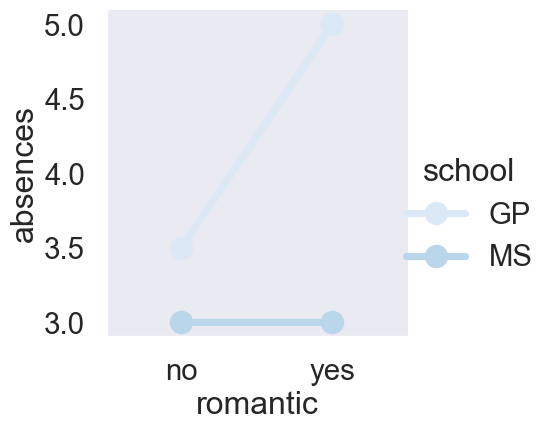 5.0
4.5
4.0
3.5
3.0
absences
no
yes
romantic
school
GP
MS